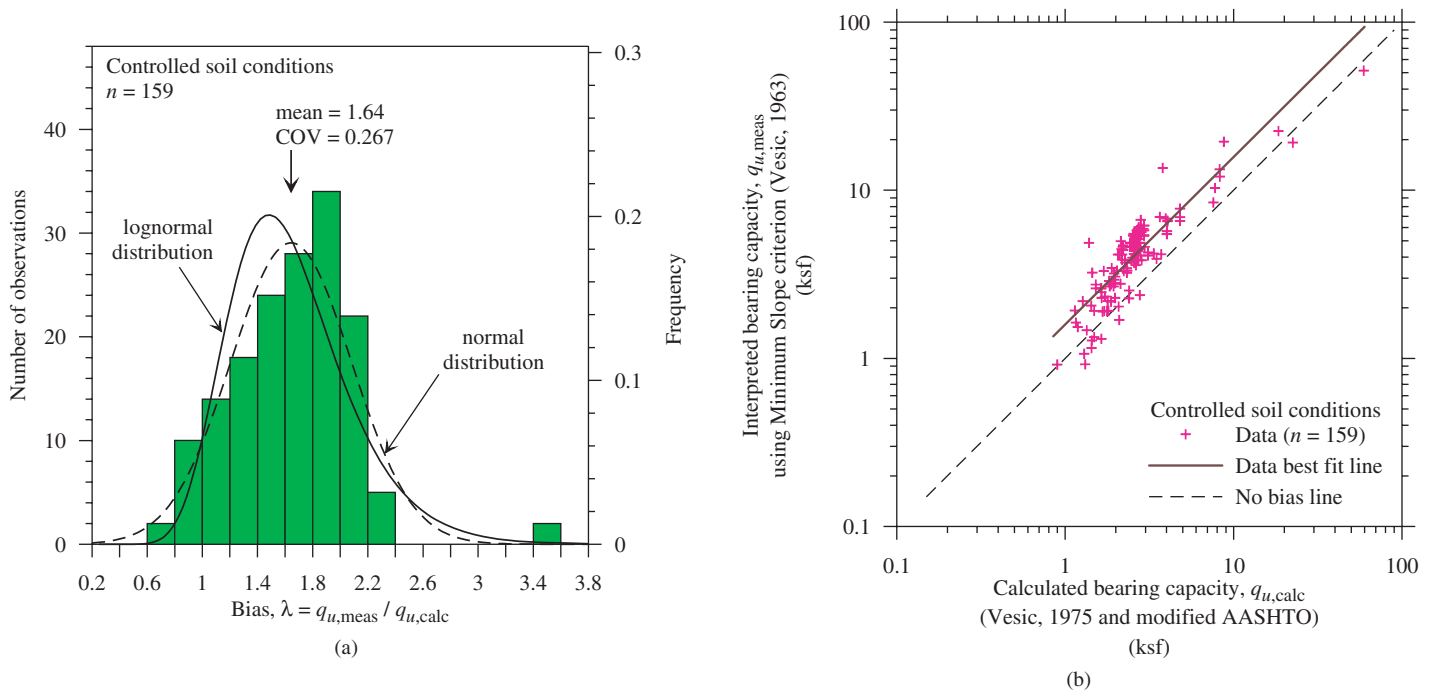 Controlled soil conditions
n = 159
mean = 1.64
COV = 0.267
lognormal
distribution
normal
distribution
Number of observations
0
10
20
30
40
Frequency
0
0.1
0.2
0.3
0.2 0.6 1 1.4 1.8 2.2 2.6 3 3.4 3.8
Bias, λ = q_u,meas / q_u,calc
(a)
Interpreted bearing capacity, q_u,meas
using Minimum Slope criterion (Vesic, 1963)
(ksf)
100
10
1
0.1
Controlled soil conditions
Data (n = 159)
Data best fit line
No bias line
0.1 1 10 100
Calculated bearing capacity, q_u,calc
(Vesic, 1975 and modified AASHTO)
(ksf)
(b)